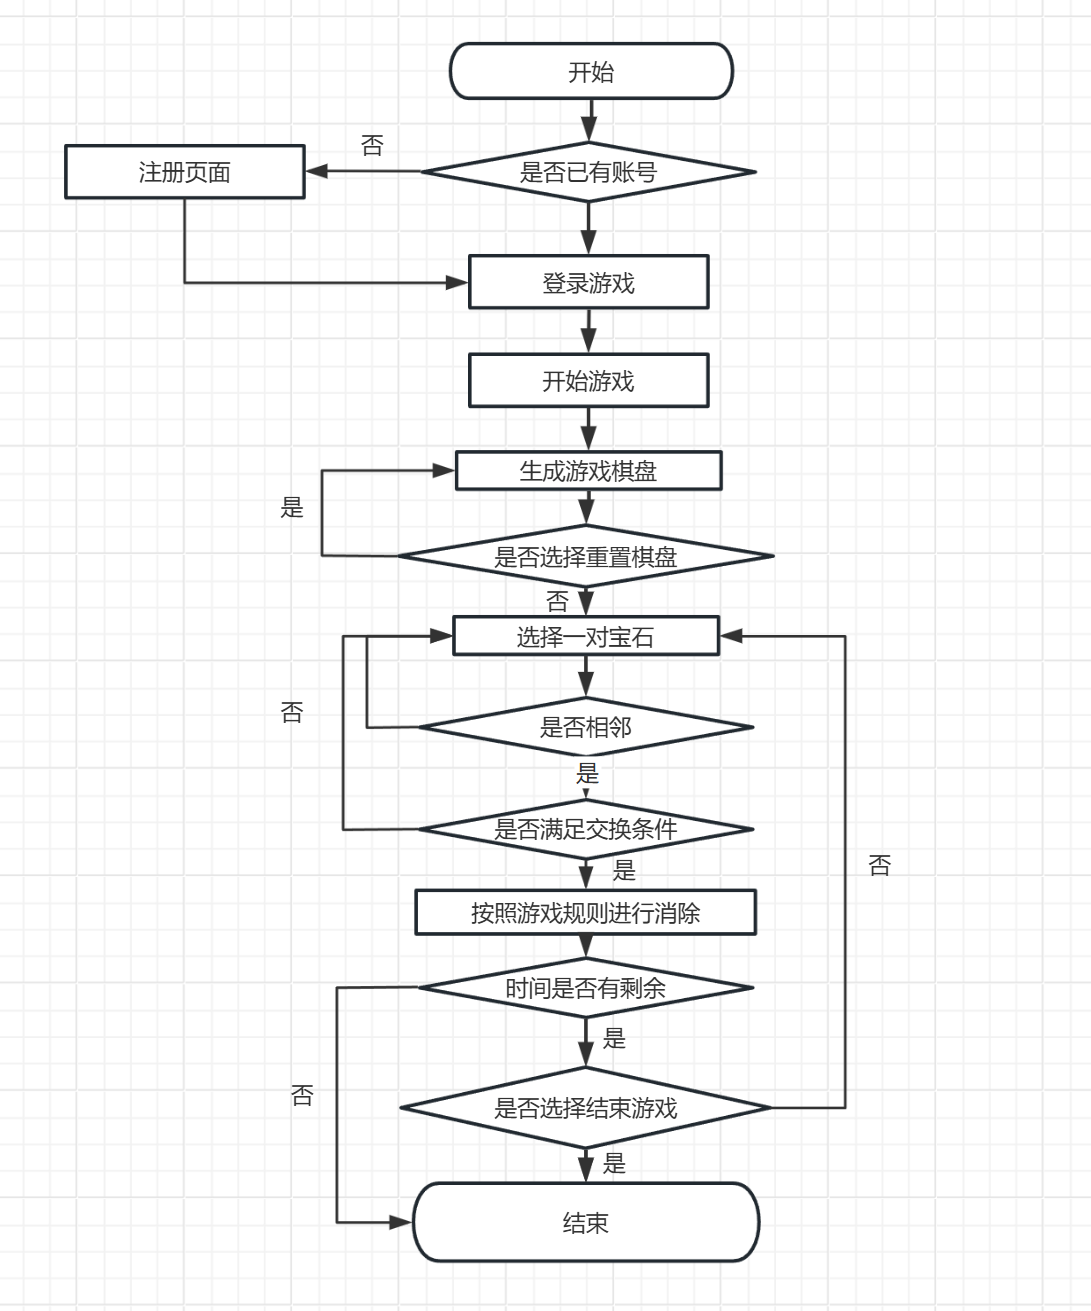 开始
否
是否已有账号
注册页面
登录游戏
开始游戏
生成游戏棋盘
是
是否选择重置棋盘
否
选择一对宝石
否
是否相邻
是
是否满足交换条件
是
否
按照游戏规则进行消除
时间是否有剩余
是
否
是否选择结束游戏
是
结束